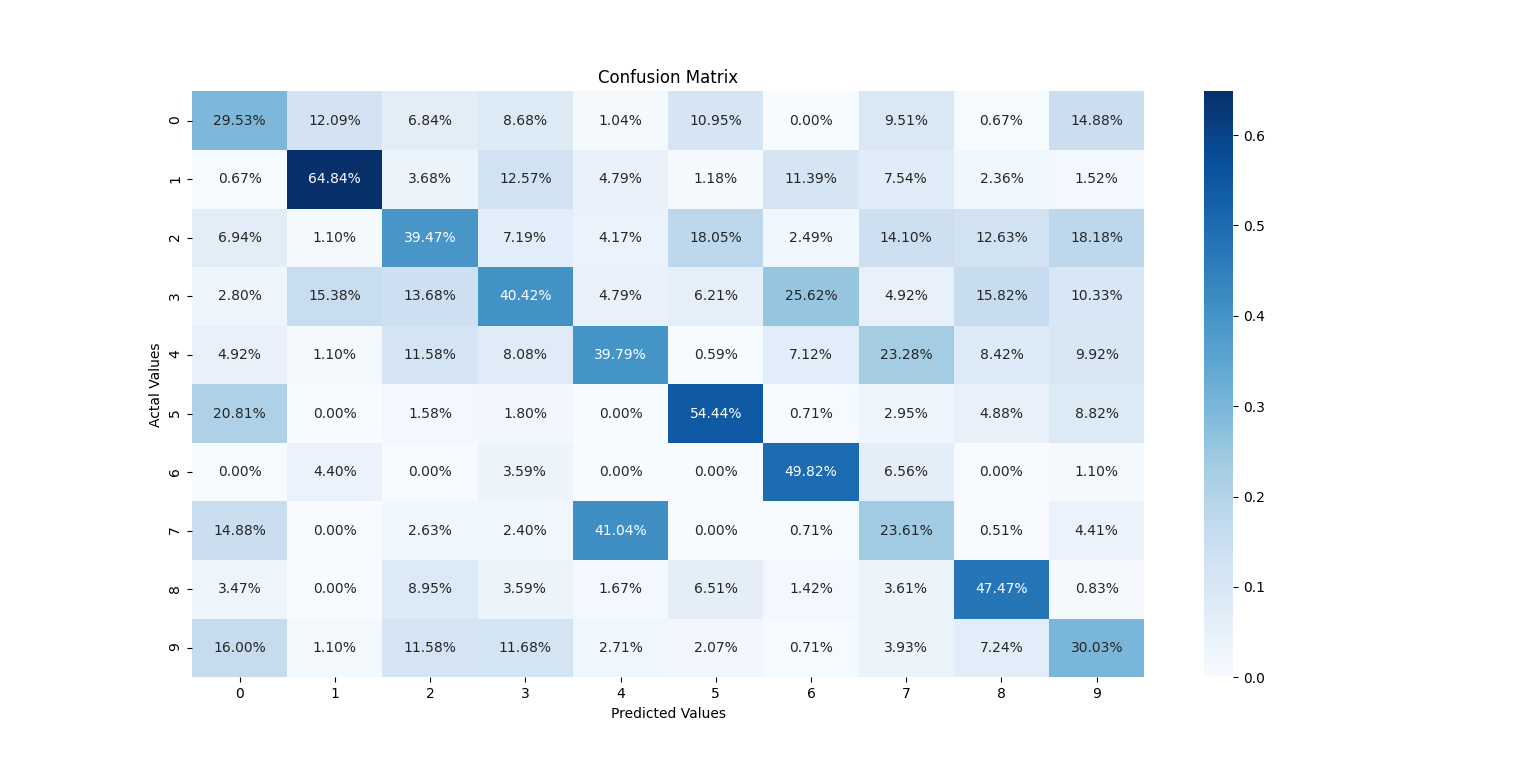 Confusion Matrix
0 29.53% 12.09% 6.84% 8.68% 1.04% 10.95% 0.00% 9.51% 0.67% 14.88%
1 0.67% 64.84% 3.68% 12.57% 4.79% 1.18% 11.39% 7.54% 2.36% 1.52%
2 6.94% 1.10% 39.47% 7.19% 4.17% 18.05% 2.49% 14.10% 12.63% 18.18%
3 2.80% 15.38% 13.68% 40.42% 4.79% 6.21% 25.62% 4.92% 15.82% 10.33%
4 4.92% 1.10% 11.58% 8.08% 39.79% 0.59% 7.12% 23.28% 8.42% 9.92%
5 20.81% 0.00% 1.58% 1.80% 0.00% 54.44% 0.71% 2.95% 4.88% 8.82%
6 0.00% 4.40% 0.00% 3.59% 0.00% 0.00% 49.82% 6.56% 0.00% 1.10%
7 14.88% 0.00% 2.63% 2.40% 41.04% 0.00% 0.71% 23.61% 0.51% 4.41%
8 3.47% 0.00% 8.95% 3.59% 1.67% 6.51% 1.42% 3.61% 47.47% 0.83%
9 16.00% 1.10% 11.58% 11.68% 2.71% 2.07% 0.71% 3.93% 7.24% 30.03%
0 1 2 3 4 5 6 7 8 9
Predicted Values
Actal Values
0.6
0.5
0.4
0.3
0.2
0.1
0.0